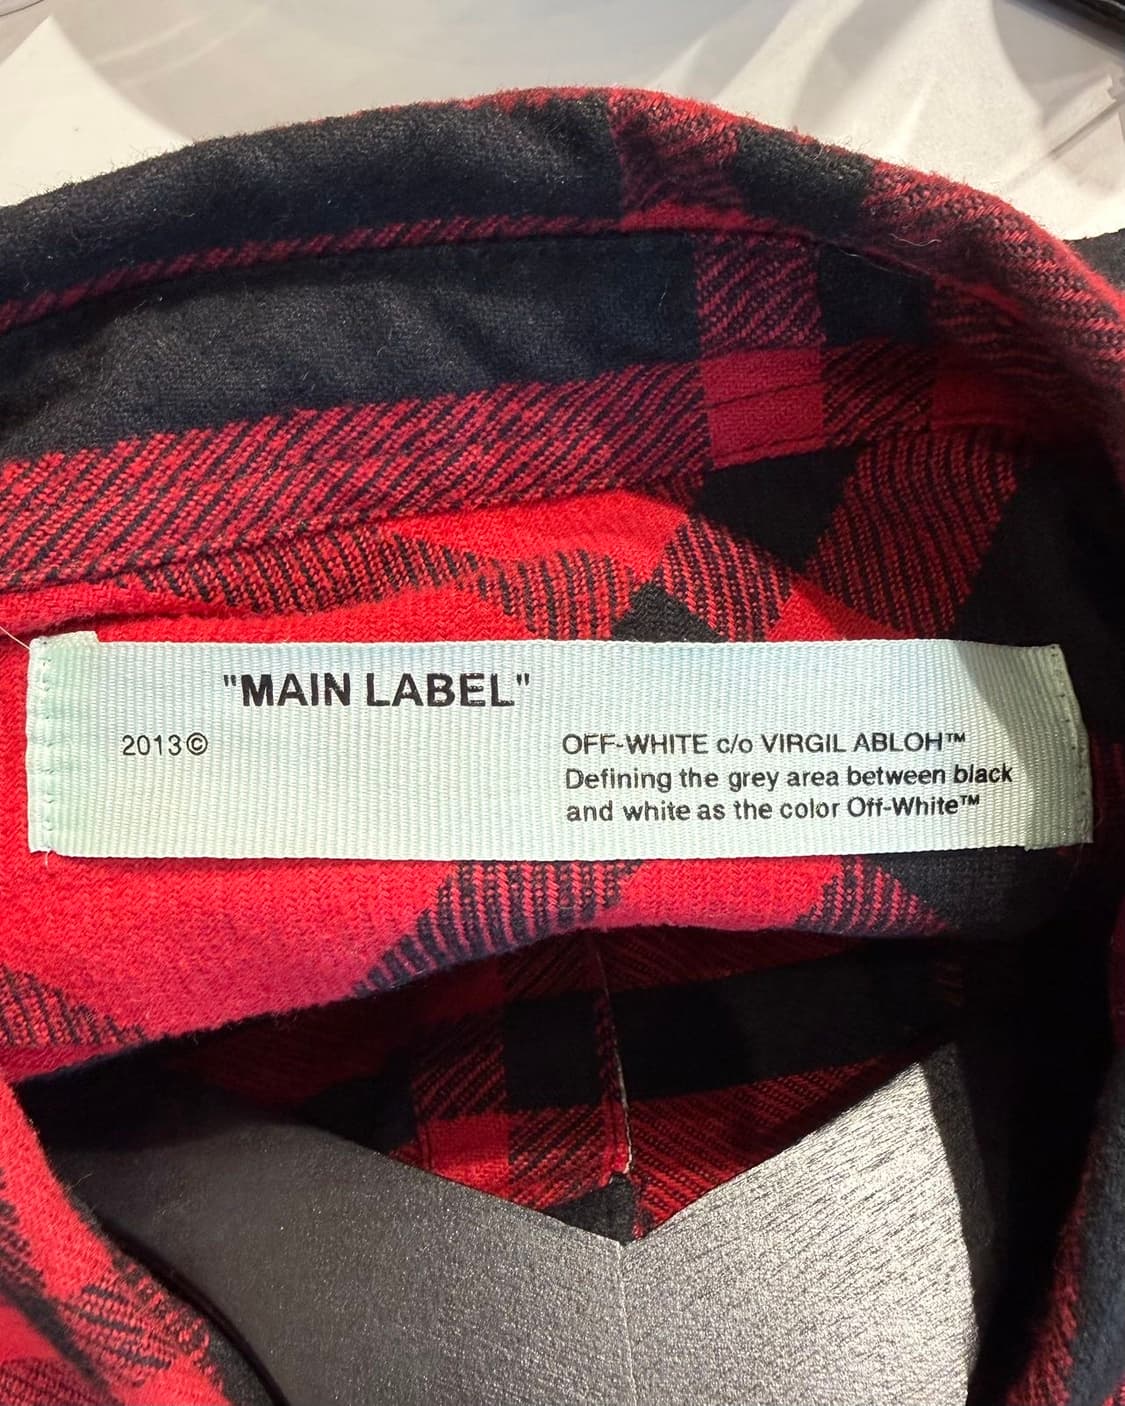 "MAIN LABEL"
2013©
OFF-WHITE c/o VIRGIL ABLOH™
Defining the grey area between black
and white as the color Off-White™